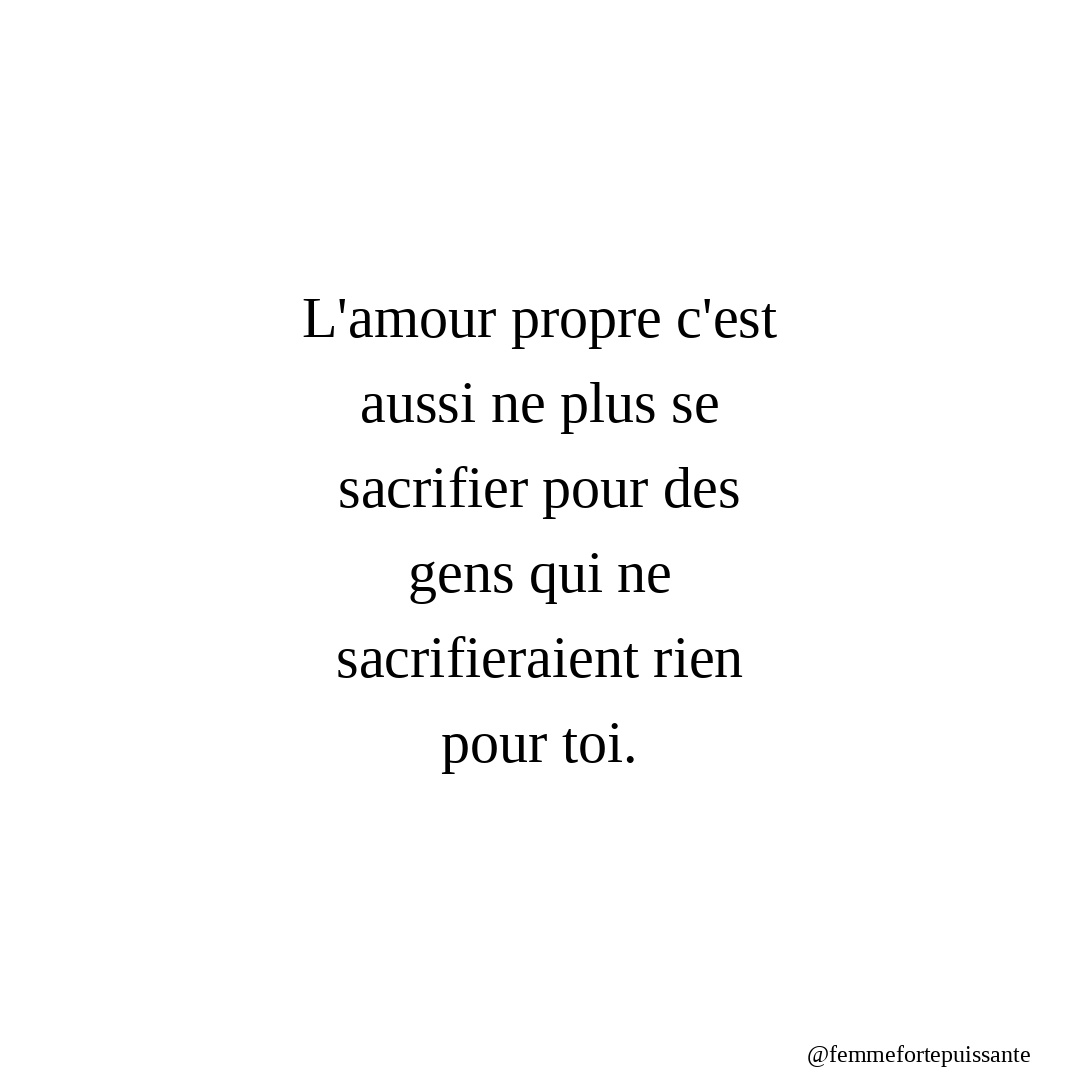 L'amour propre c'est
aussi ne plus se
sacrifier pour des
gens qui ne
sacrifieraient rien
pour toi.
@femmefortepuissante